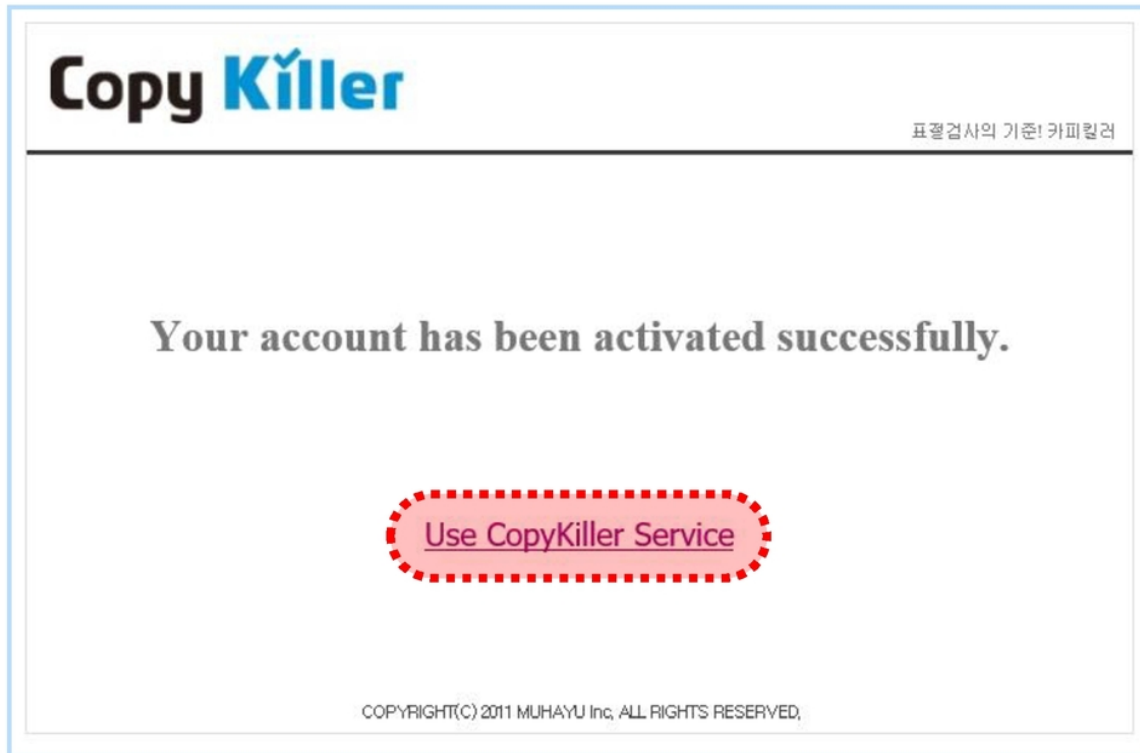 Copy Killer
표절검사의 기준! 카피킬러
Your account has been activated successfully.
Use CopyKiller Service
COPYRIGHT(C) 2011 MUHAYU Inc, ALL RIGHTS RESERVED,